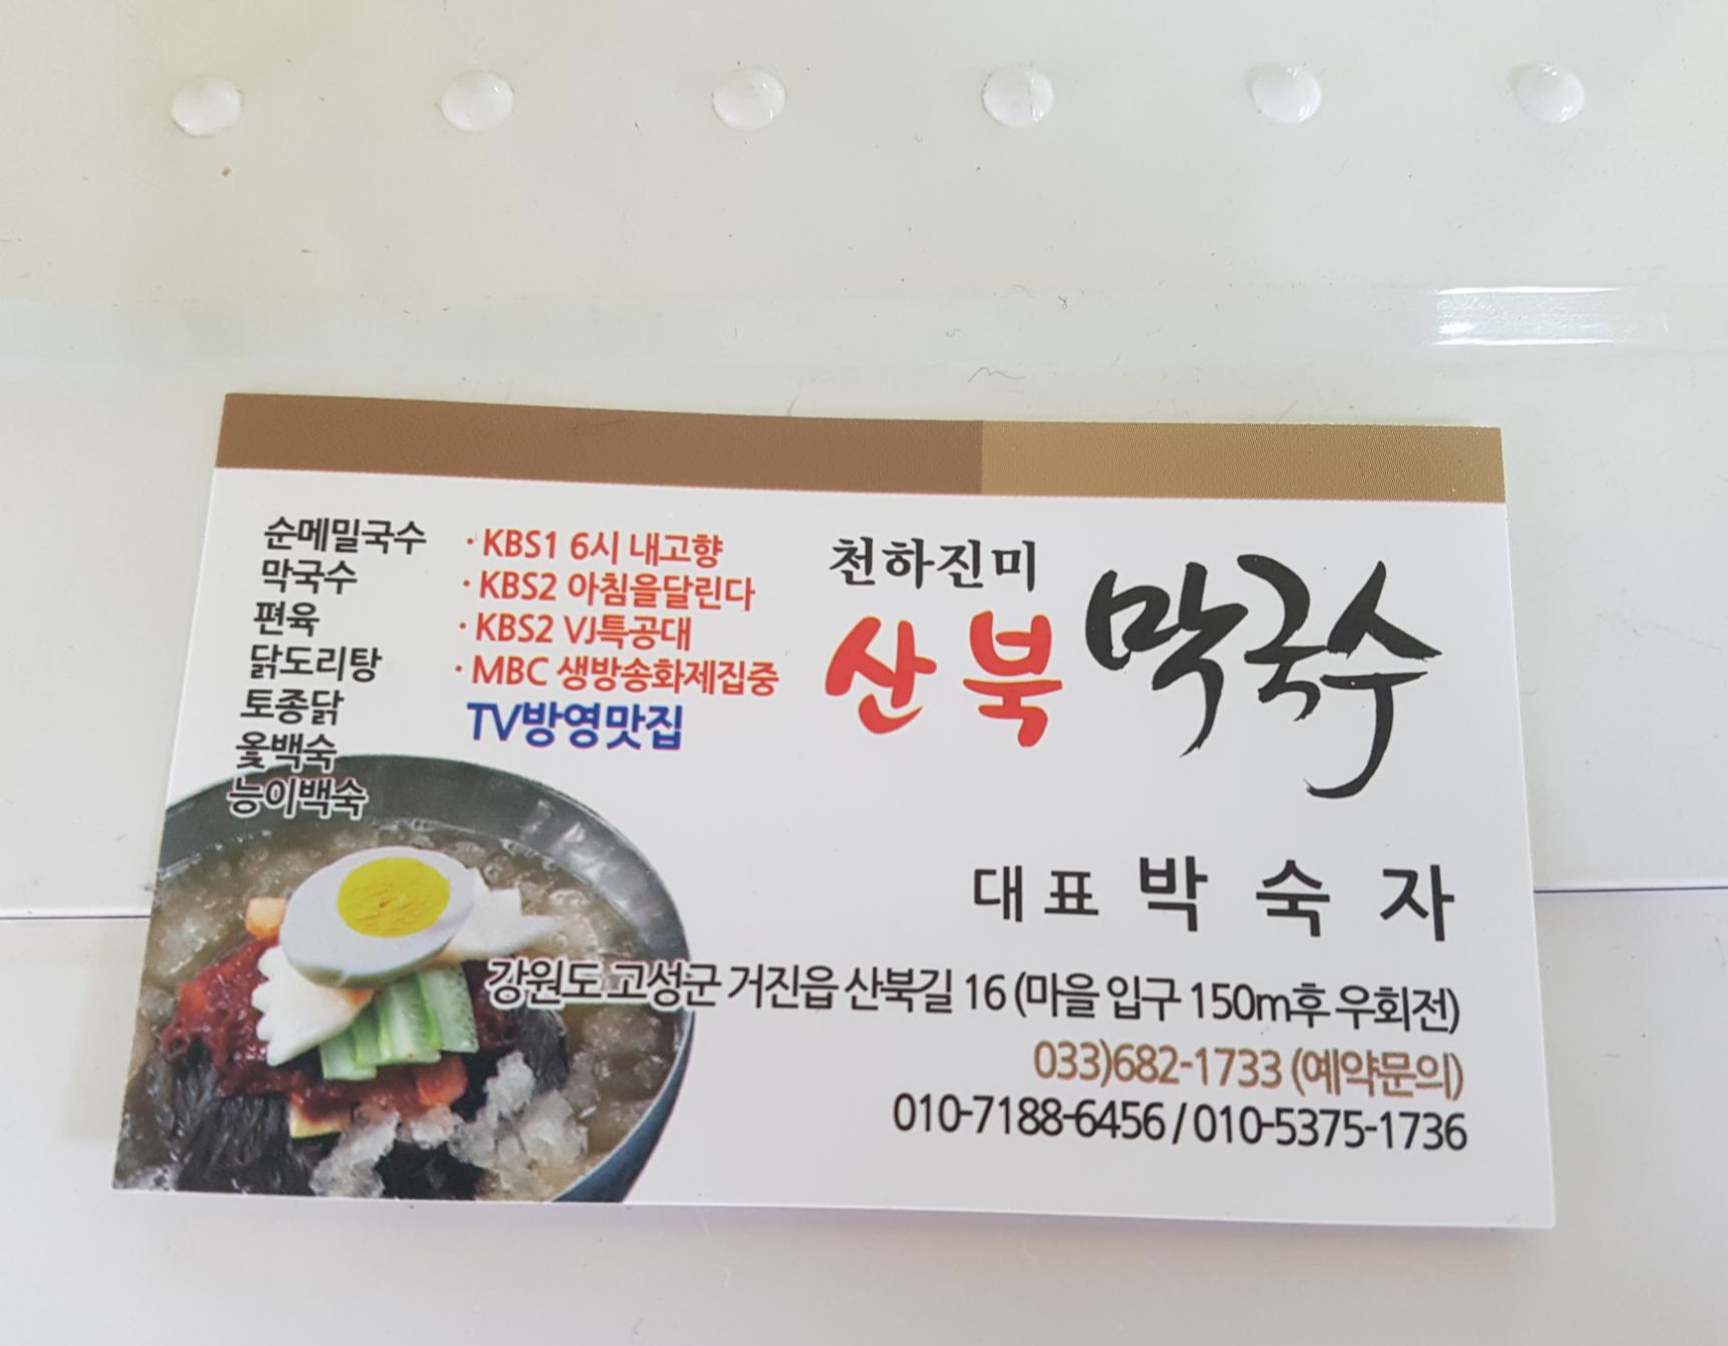 순메밀국수
막국수
편육
닭도리탕
토종닭
옻백숙
능이백숙
· KBS1 6시 내고향
· KBS2 아침을달린다
· KBS2 VJ특공대
· MBC 생방송화제집중
TV방영맛집
천하진미
산북막국수
대표 박 숙 자
강원도 고성군 거진읍 산북길 16 (마을 입구 150m후 우회전)
033)682-1733 (예약문의)
010-7188-6456 / 010-5375-1736